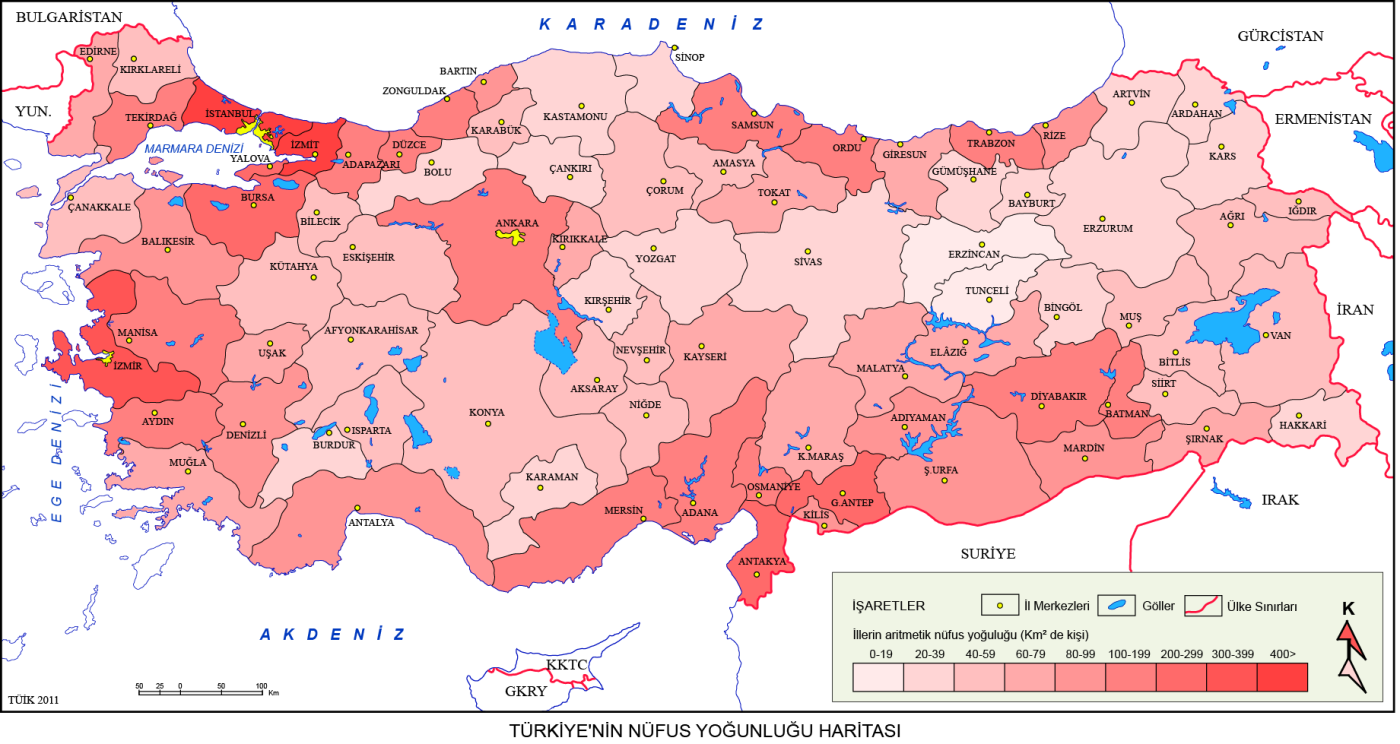 BULGARİSTAN
K A R A D E N İ Z
GÜRCİSTAN
EDİRNE
KIRKLARELİ
SİNOP
BARTIN
ZONGULDAK
ARTVİN
ARDAHAN
YUN.
TEKİRDAĞ
İSTANBUL
KASTAMONU
SAMSUN
ERMENİSTAN
KARABÜK
MARMARA DENİZİ
İZMİT
DÜZCE
ORDU
GİRESUN
TRABZON
RİZE
KARS
YALOVA
ADAPAZARI
BOLU
ÇANKIRI
AMASYA
GÜMÜŞHANE
ÇORUM
TOKAT
BAYBURT
ÇANAKKALE
BURSA
BİLECİK
ANKARA
ERZURUM
AĞRI
IĞDIR
BALIKESİR
ESKİŞEHİR
KIRIKKALE
YOZGAT
SİVAS
ERZİNCAN
KÜTAHYA
TUNCELİ
KIRŞEHİR
BİNGÖL
MUŞ
İRAN
MANİSA
AFYONKARAHİSAR
VAN
UŞAK
NEVŞEHİR
KAYSERİ
ELÂZIĞ
BİTLİS
İZMİR
MALATYA
AKSARAY
SİİRT
NİĞDE
DİYABAKIR
BATMAN
AYDIN
KONYA
ADIYAMAN
DENİZLİ
BURDUR
ISPARTA
HAKKARİ
ŞIRNAK
EGE DENİZİ
MUĞLA
K.MARAŞ
MARDİN
KARAMAN
Ş.URFA
OSMANİYE
G.ANTEP
IRAK
MERSİN
ADANA
KİLİS
ANTALYA
SURİYE
ANTAKYA
A K D E N İ Z
KKTC
GKRY
İŞARETLER
İl Merkezleri
Göller
Ülke Sınırları
K
İllerin aritmetik nüfus yoğuluğu (Km² de kişi)
0-19 20-39 40-59 60-79 80-99 100-199 200-299 300-399 400>
TÜİK 2011
50 25 0 50 100 Km
TÜRKİYE'NİN NÜFUS YOĞUNLUĞU HARİTASI